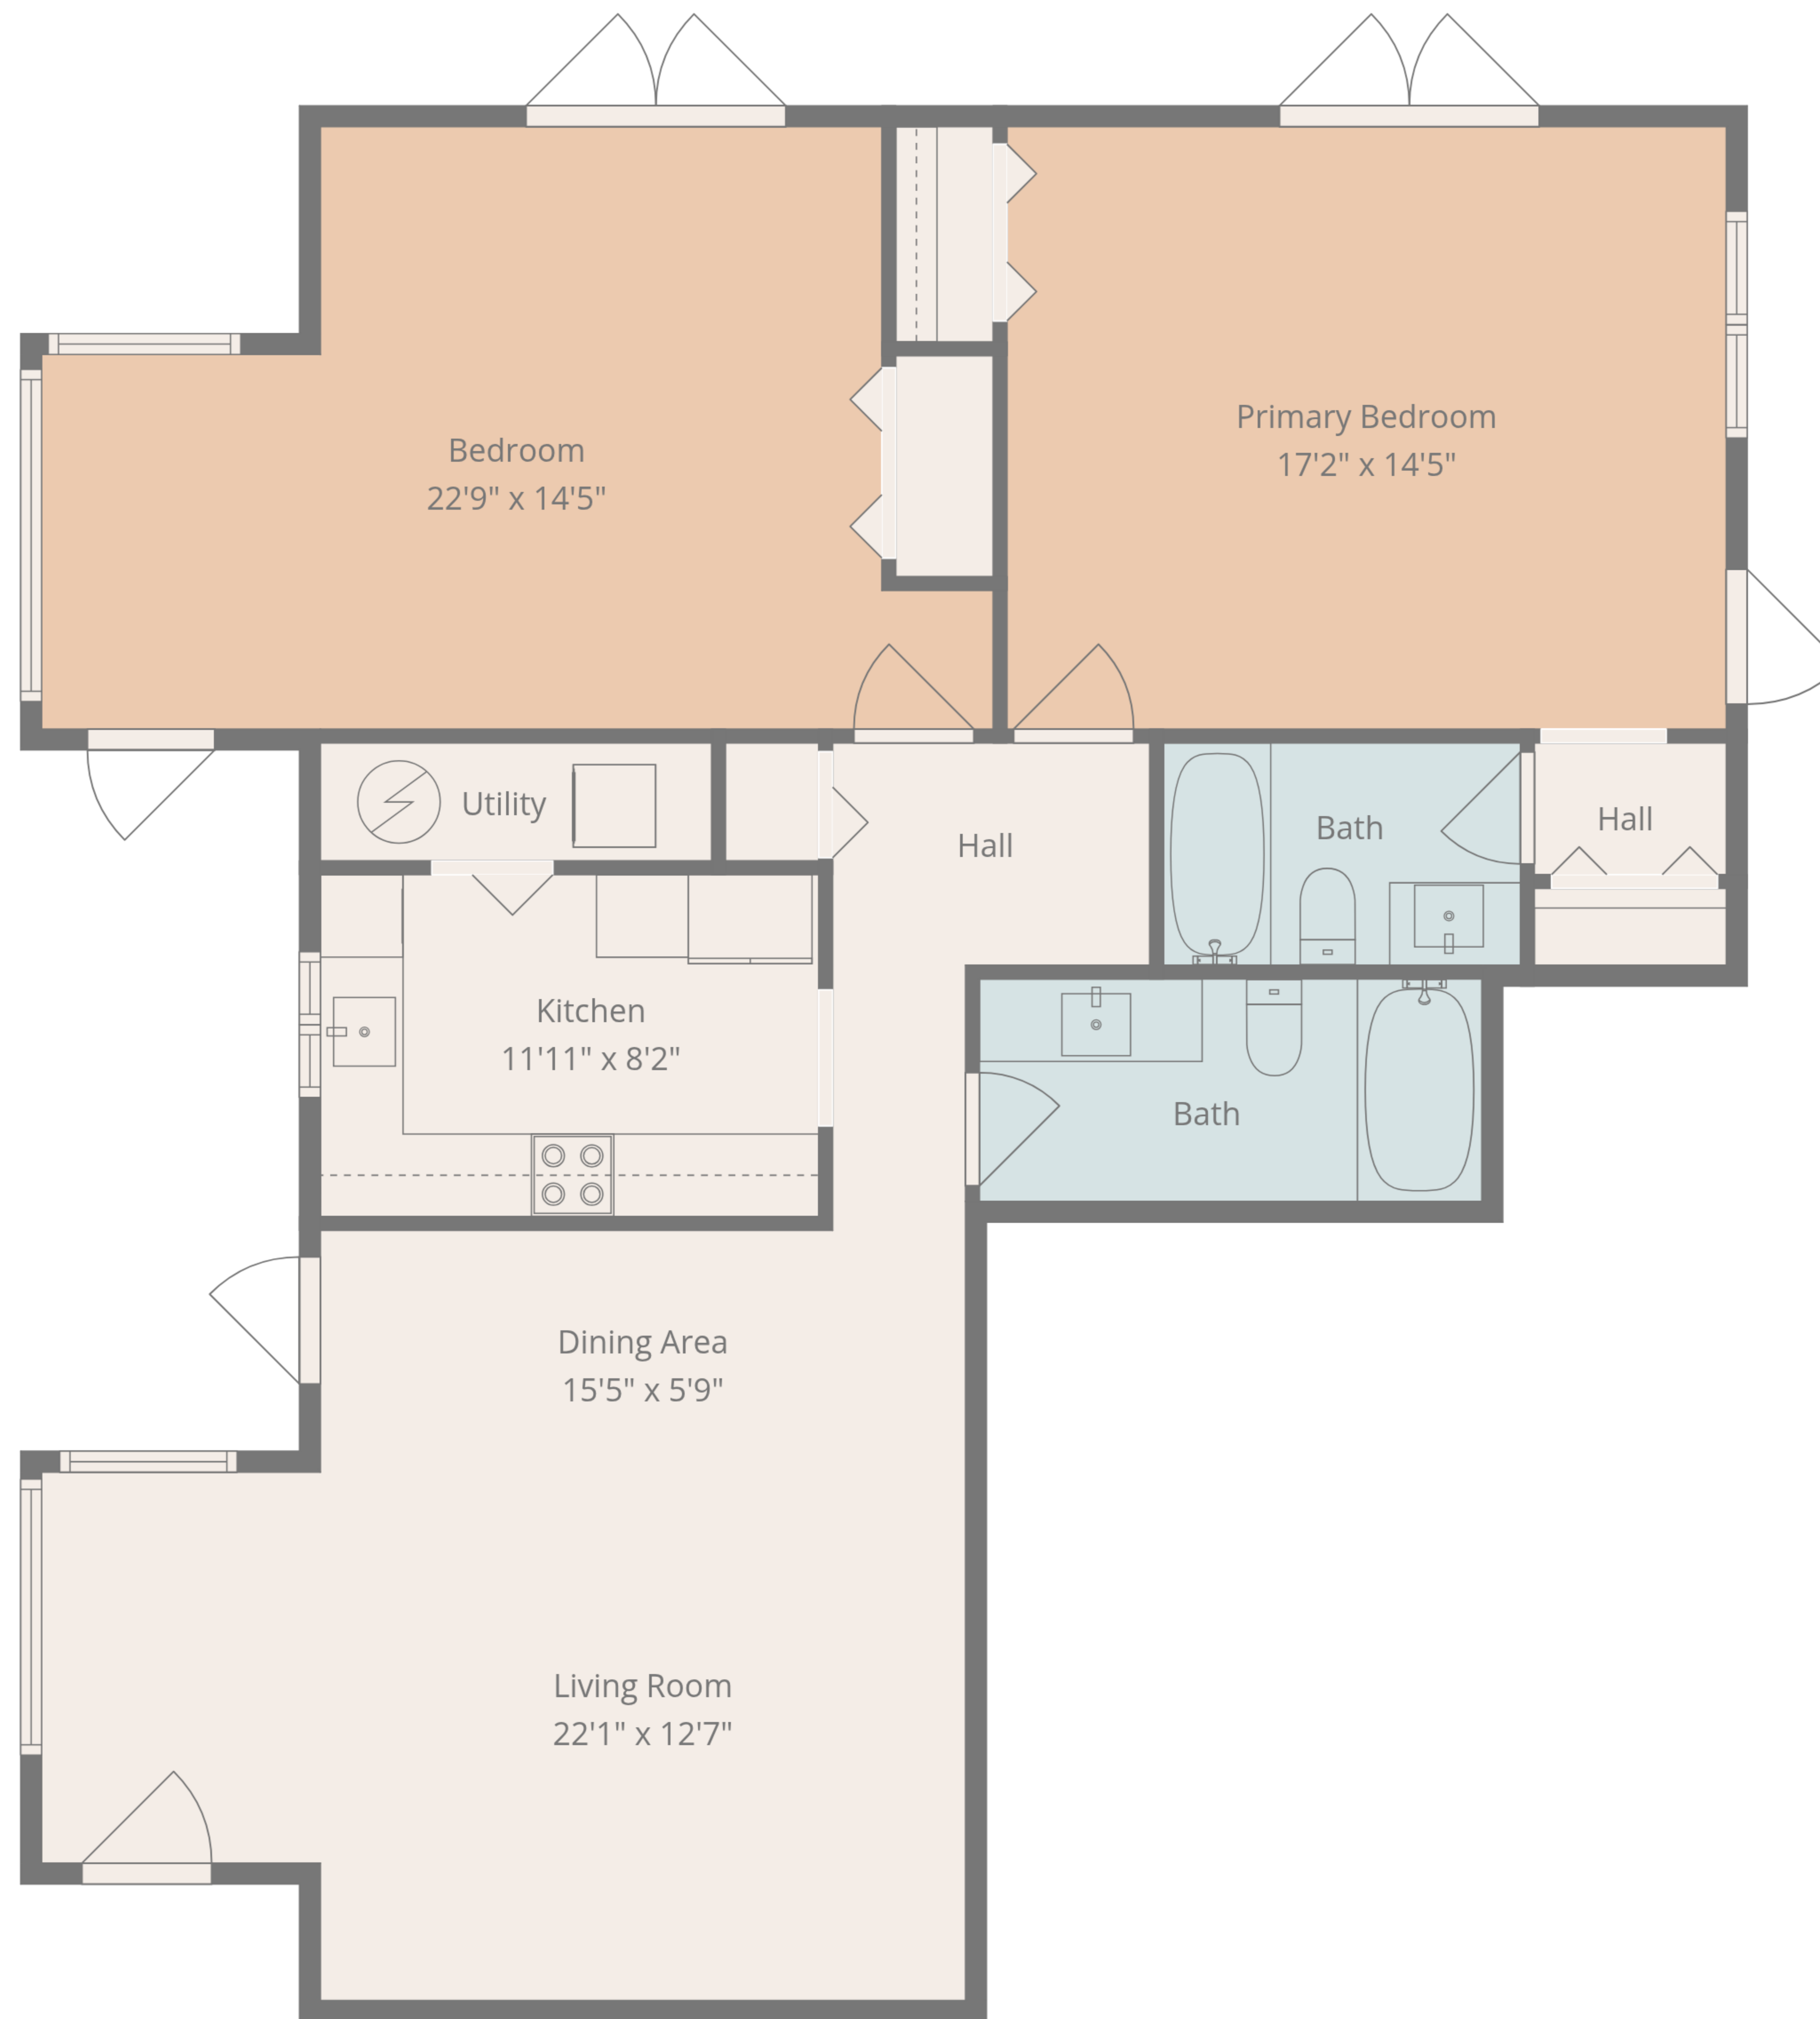 Bedroom
22'9" x 14'5"
Primary Bedroom
17'2" x 14'5"
Utility
Hall
Bath
Hall
Kitchen
11'11" x 8'2"
Bath
Dining Area
15'5" x 5'9"
Living Room
22'1" x 12'7"